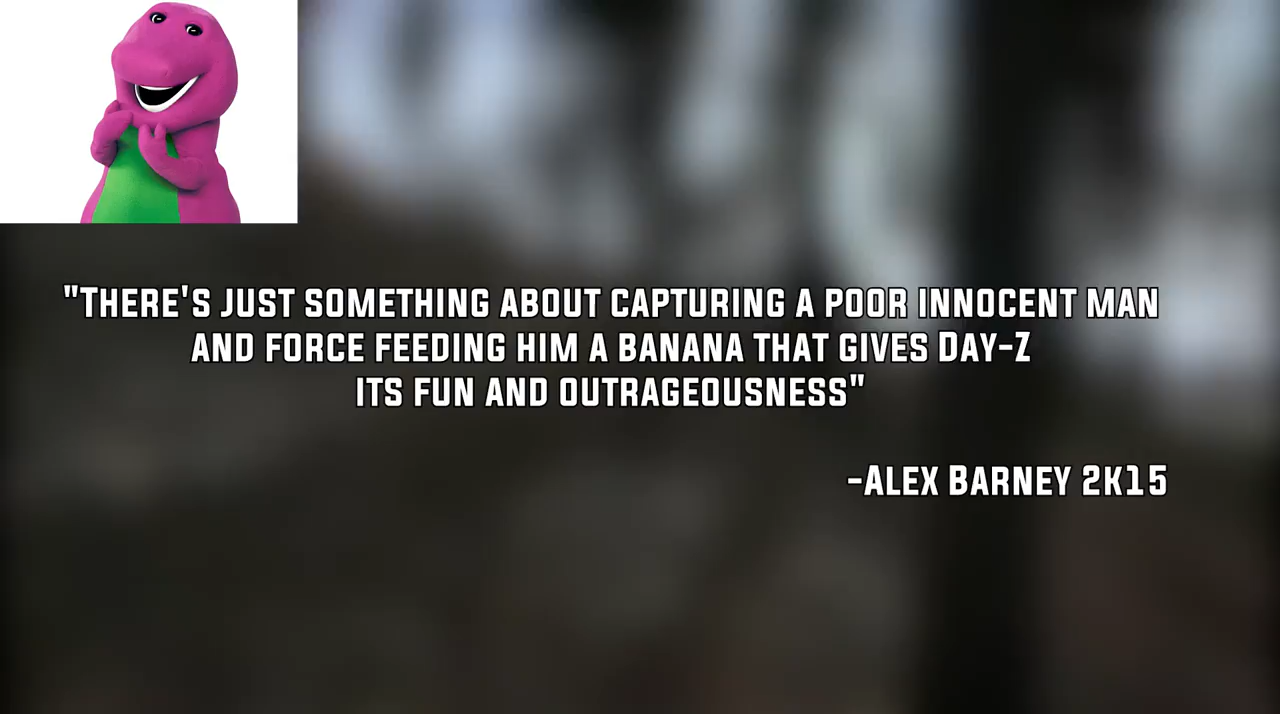 "There's just something about capturing a poor innocent man
and force feeding him a banana that gives Day-Z
its fun and outrageousness"
-Alex Barney 2k15